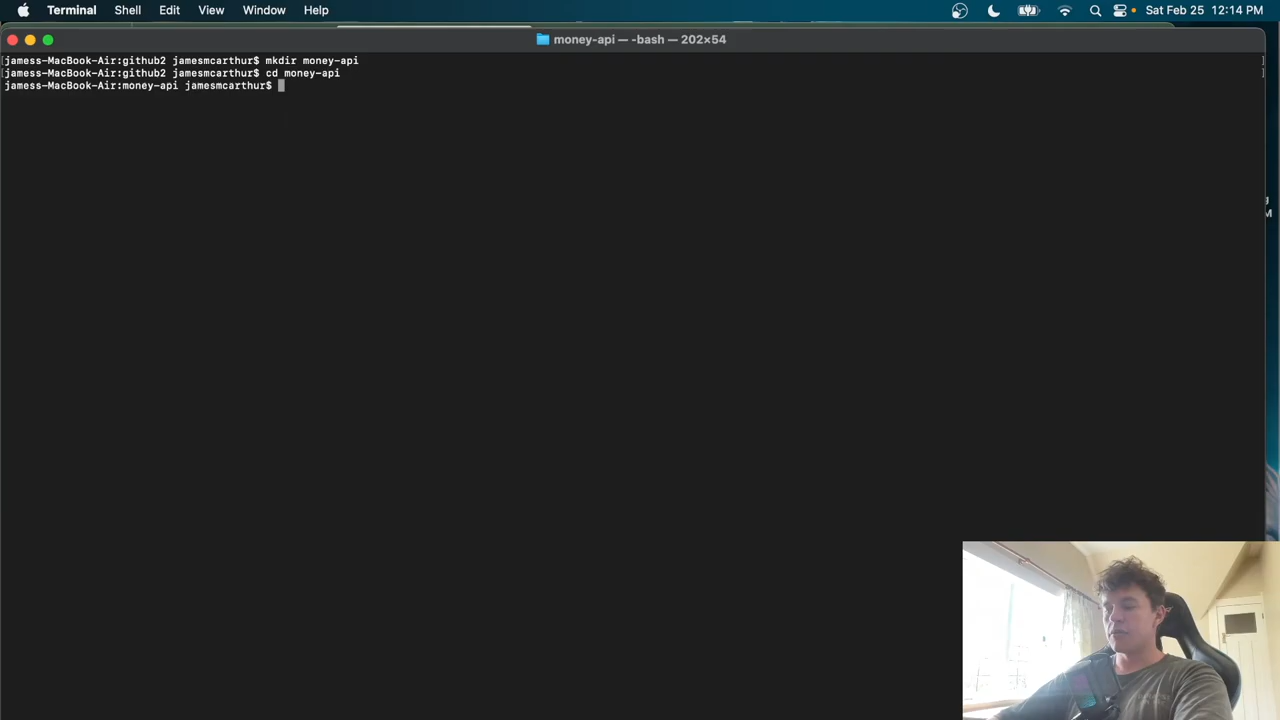 Terminal Shell Edit View Window Help Sat Feb 25 12:14 PM
money-api — -bash — 202×54
[jamess-MacBook-Air:github2 jamesmcarthur$ mkdir money-api ]
[jamess-MacBook-Air:github2 jamesmcarthur$ cd money-api ]
jamess-MacBook-Air:money-api jamesmcarthur$
M